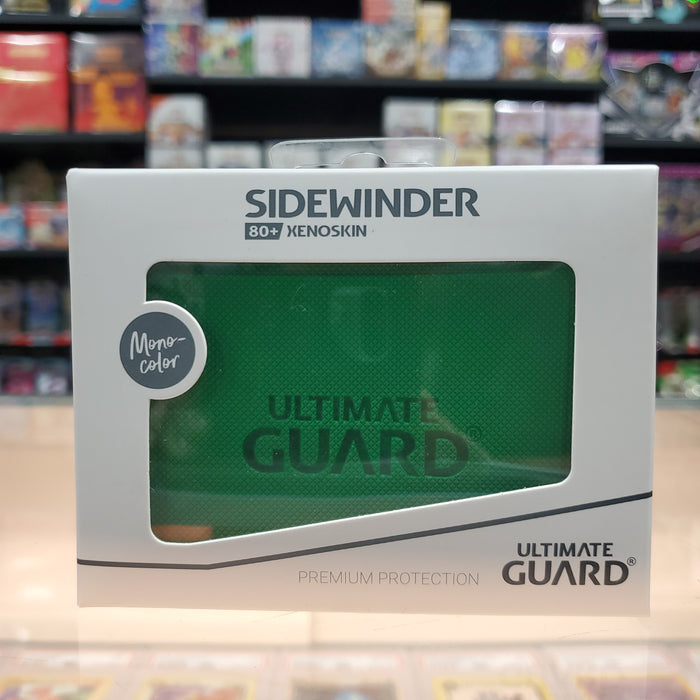 SIDEWINDER
80+ XENOSKIN
Mono-
color
ULTIMATE
GUARD®
PREMIUM PROTECTION
ULTIMATE
GUARD®